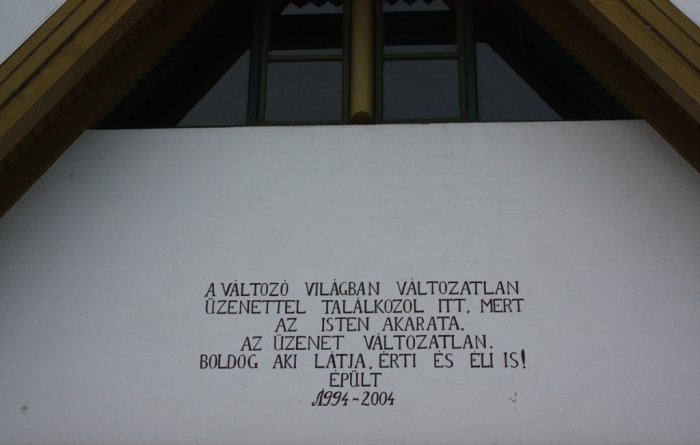 A VÁLTOZÓ VILÁGBAN VÁLTOZATLAN
ÜZENETTEL TALÁLKOZOL ITT, MERT
AZ ISTEN AKARATA,
AZ ÜZENET VÁLTOZATLAN.
BOLDOG AKI LÁTJA, ÉRTI ÉS ÉLI IS!
ÉPÜLT
1994-2004